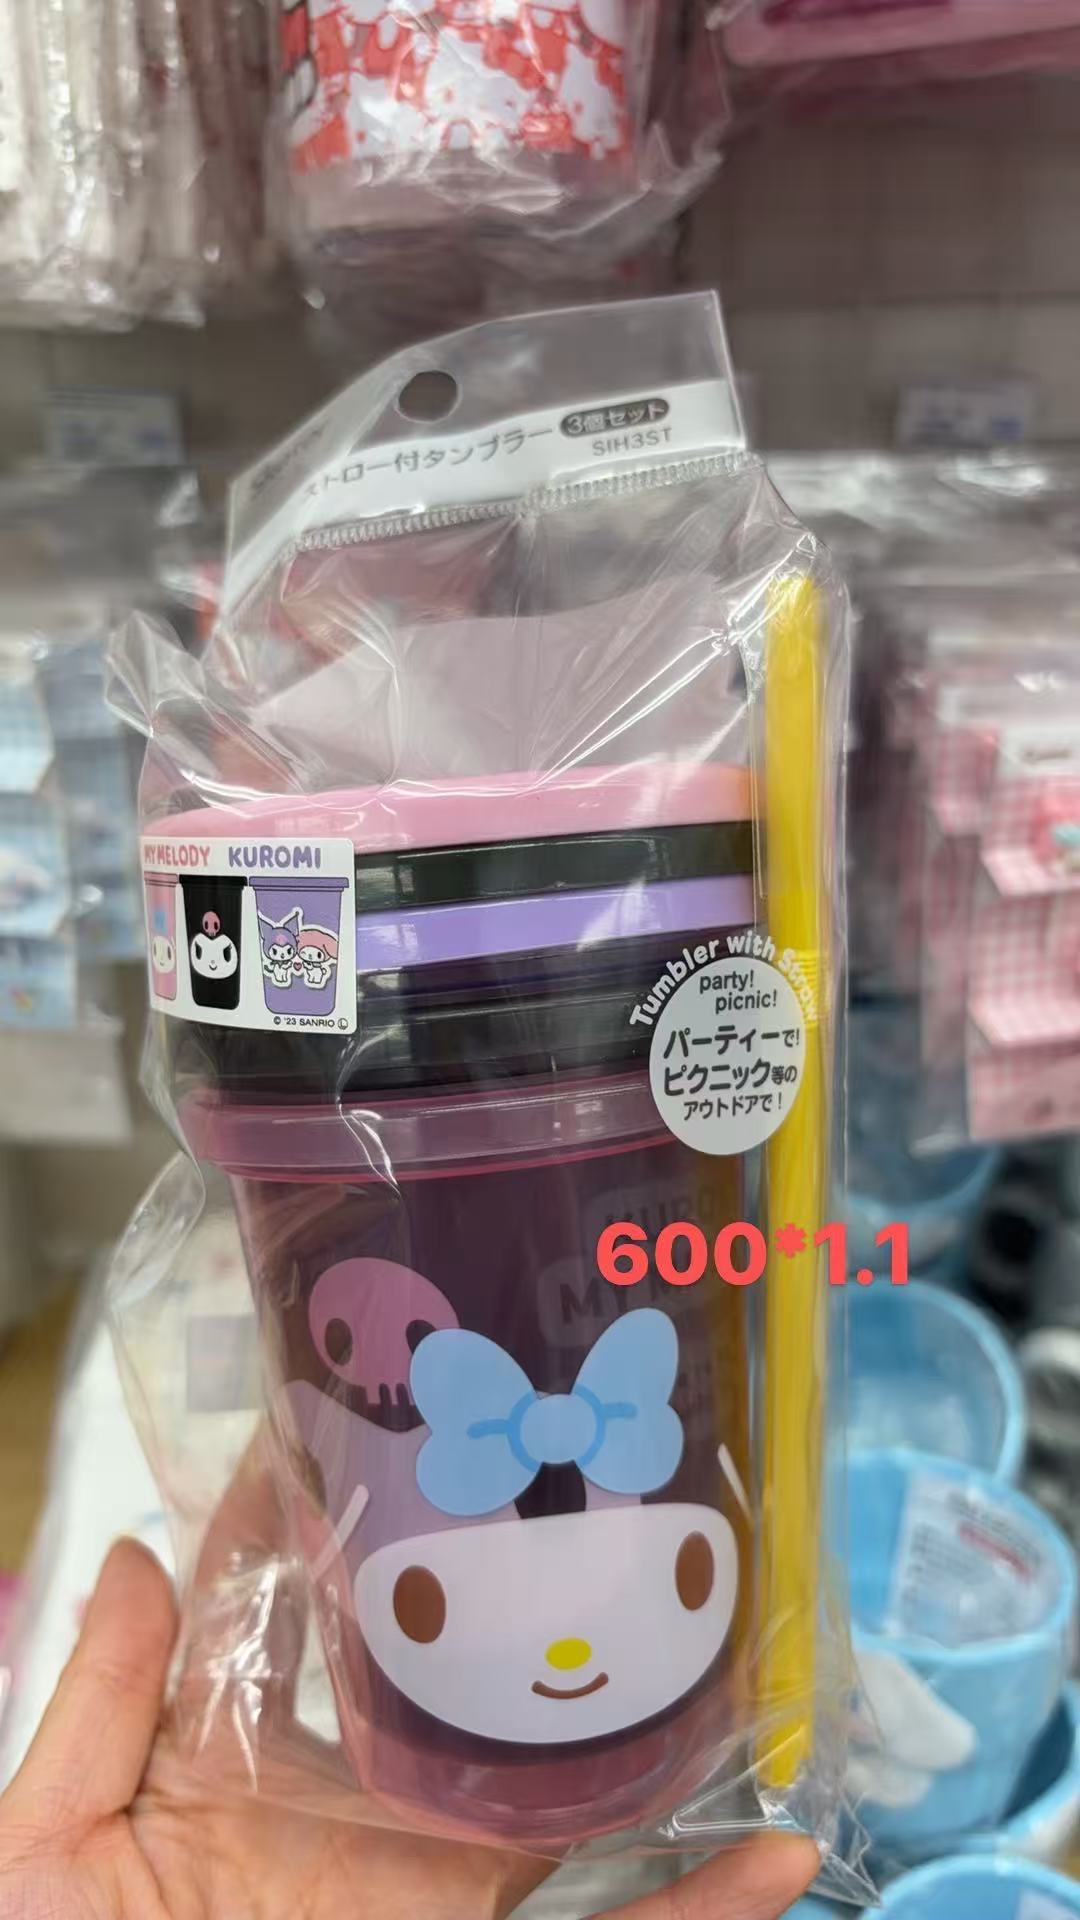 ストロー付タンブラー 3個セット
SIH3ST
MY MELODY KUROMI
© '23 SANRIO Ⓛ
Tumbler with Straw
party!
picnic!
パーティーで!
ピクニック等の
アウトドアで!
600*1.1